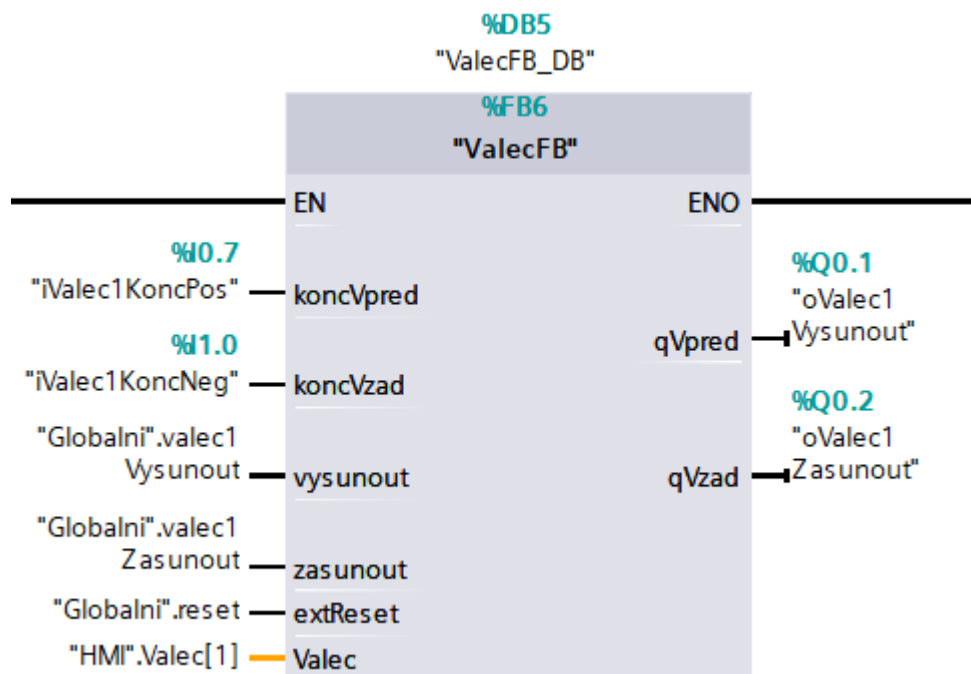 %DB5
"ValecFB_DB"
%FB6
"ValecFB"
EN
ENO
%I0.7
"iValec1KoncPos"
koncVpred
%Q0.1
"oValec1
Vysunout"
qVpred
%I1.0
"iValec1KoncNeg"
koncVzad
%Q0.2
"oValec1
Zasunout"
qVzad
"Globalni".valec1
Vysunout
vysunout
"Globalni".valec1
Zasunout
zasunout
"Globalni".reset
extReset
"HMI".Valec[1]
Valec